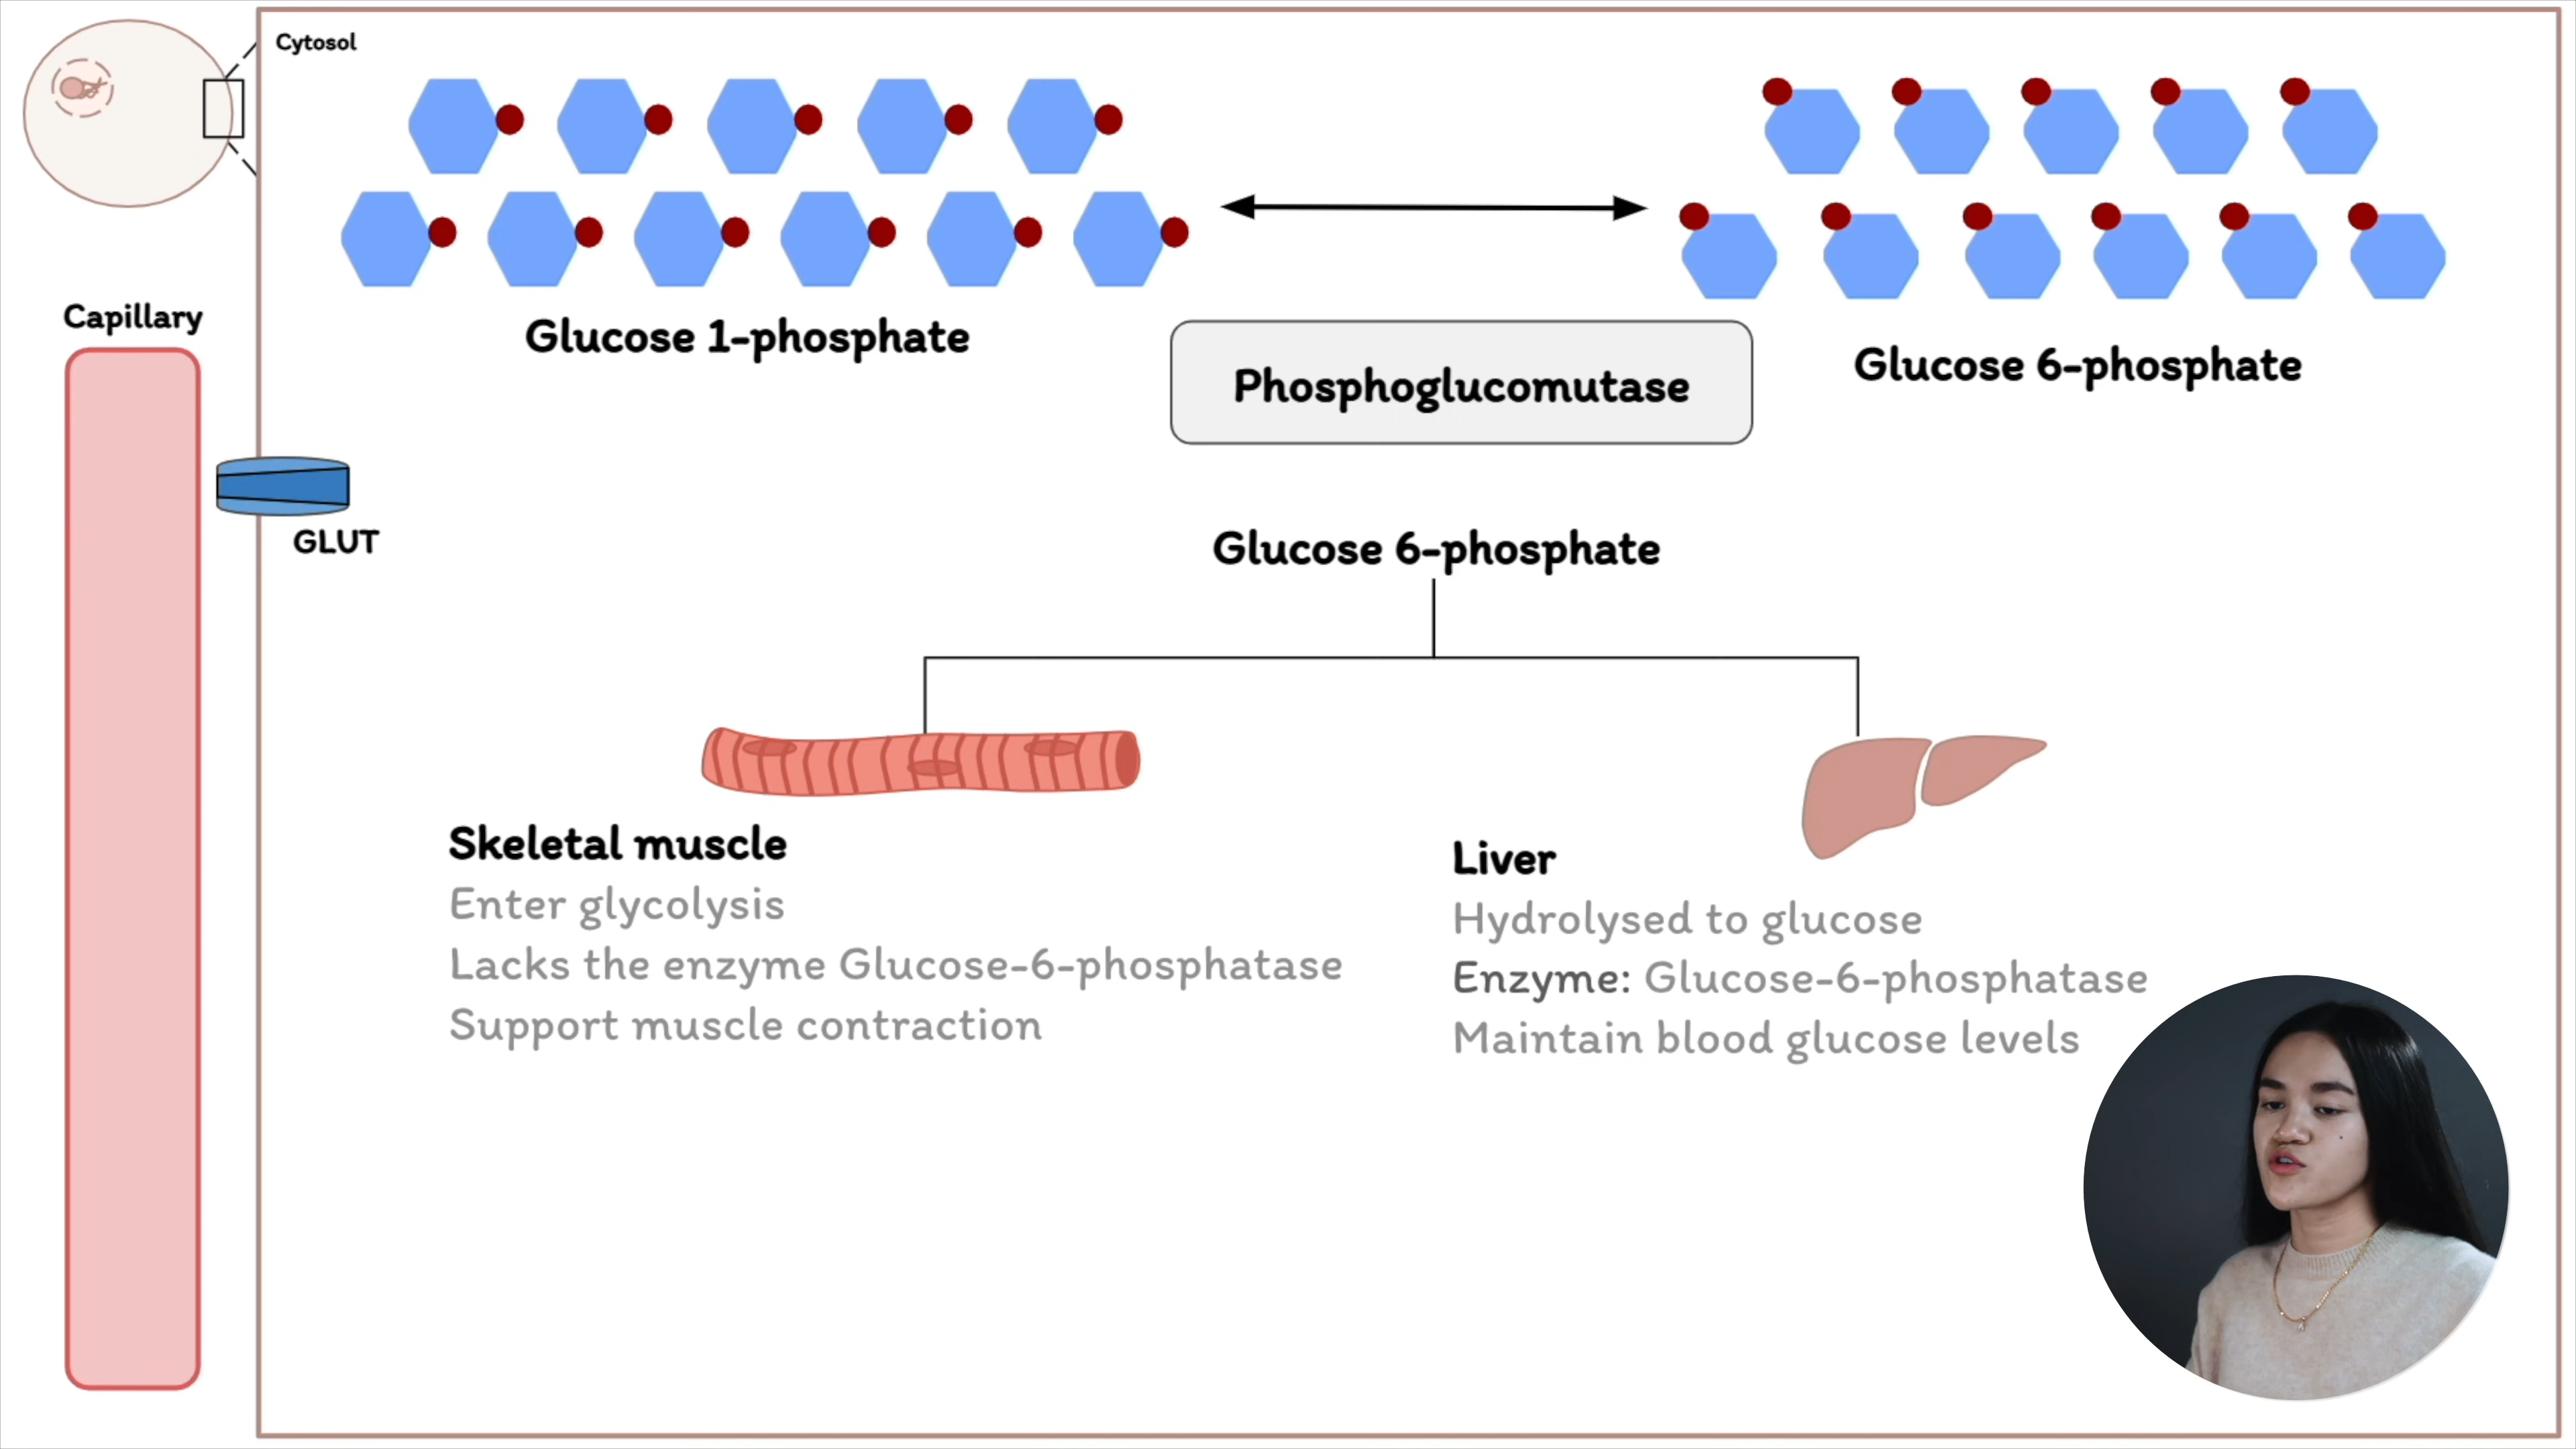 Cytosol
Glucose 1-phosphate
Phosphoglucomutase
Glucose 6-phosphate
Capillary
GLUT
Glucose 6-phosphate
Skeletal muscle
Enter glycolysis
Lacks the enzyme Glucose-6-phosphatase
Support muscle contraction
Liver
Hydrolysed to glucose
Enzyme: Glucose-6-phosphatase
Maintain blood glucose levels